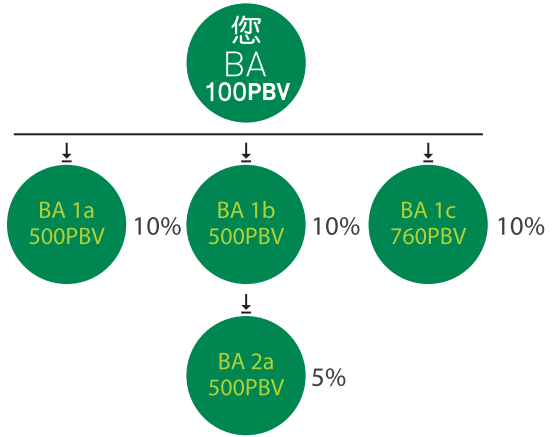 您
BA
100PBV
BA 1a
500PBV
10%
BA 1b
500PBV
10%
BA 1c
760PBV
10%
BA 2a
500PBV
5%